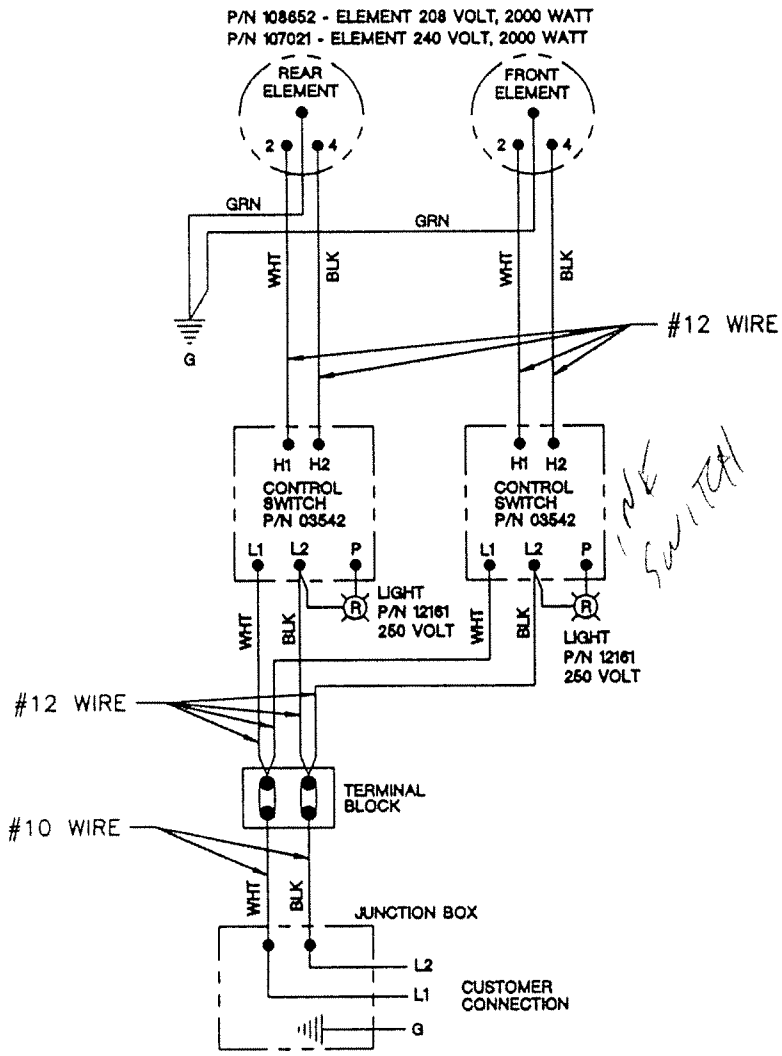 P/N 108652 - ELEMENT 208 VOLT, 2000 WATT
P/N 107021 - ELEMENT 240 VOLT, 2000 WATT
REAR
ELEMENT
FRONT
ELEMENT
2
4
2
4
GRN
GRN
WHT
BLK
WHT
BLK
#12 WIRE
G
H1
H2
H1
H2
CONTROL
SWITCH
P/N 03542
CONTROL
SWITCH
P/N 03542
SWITCH
L1
L2
P
L1
L2
P
R
LIGHT
P/N 12161
250 VOLT
R
LIGHT
P/N 12161
250 VOLT
WHT
BLK
WHT
BLK
#12 WIRE
TERMINAL
BLOCK
#10 WIRE
WHT
BLK
JUNCTION BOX
L2
L1
CUSTOMER
CONNECTION
G